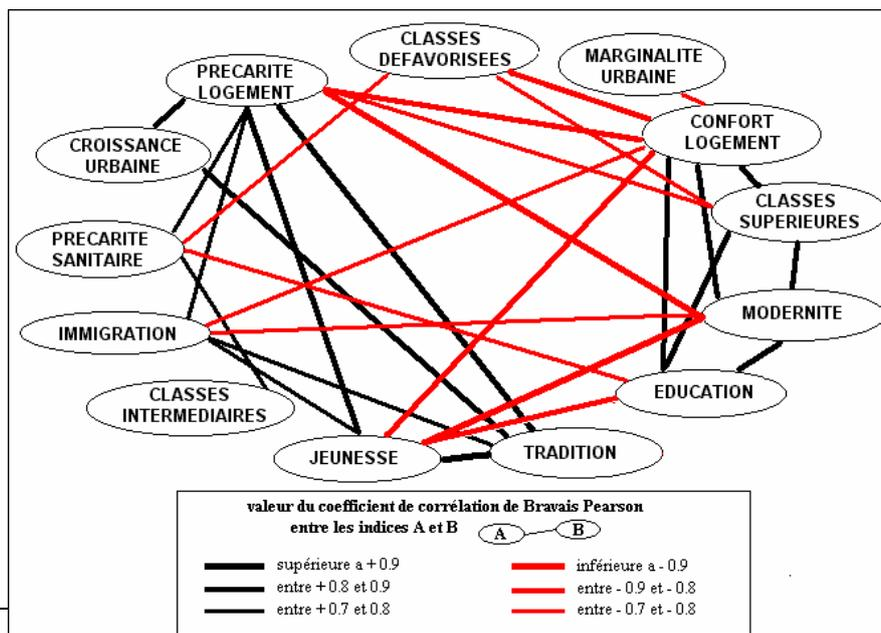 CLASSES
DEFAVORISEES
MARGINALITE
URBAINE
PRECARITE
LOGEMENT
CONFORT
LOGEMENT
CROISSANCE
URBAINE
CLASSES
SUPERIEURES
PRECARITE
SANITAIRE
MODERNITE
IMMIGRATION
EDUCATION
CLASSES
INTERMEDIAIRES
JEUNESSE
TRADITION
valeur du coefficient de corrélation de Bravais Pearson
entre les indices A et B
A
B
supérieure a + 0.9
inférieure a - 0.9
entre + 0.8 et 0.9
entre - 0.9 et - 0.8
entre + 0.7 et 0.8
entre - 0.7 et - 0.8